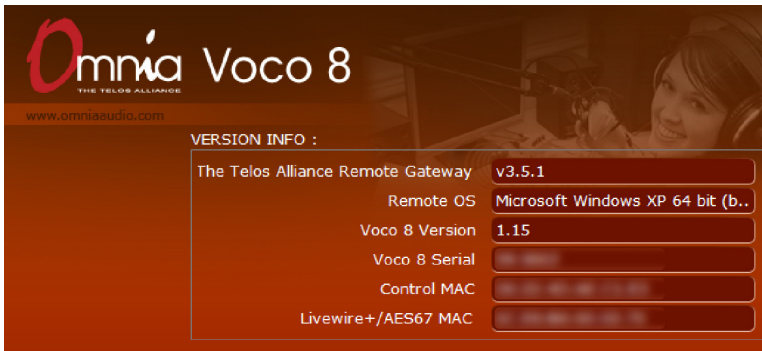 Omnia Voco 8
THE TELOS ALLIANCE
www.omniaaudio.com
VERSION INFO :
The Telos Alliance Remote Gateway v3.5.1
Remote OS Microsoft Windows XP 64 bit (b..
Voco 8 Version 1.15
Voco 8 Serial
Control MAC
Livewire+/AES67 MAC